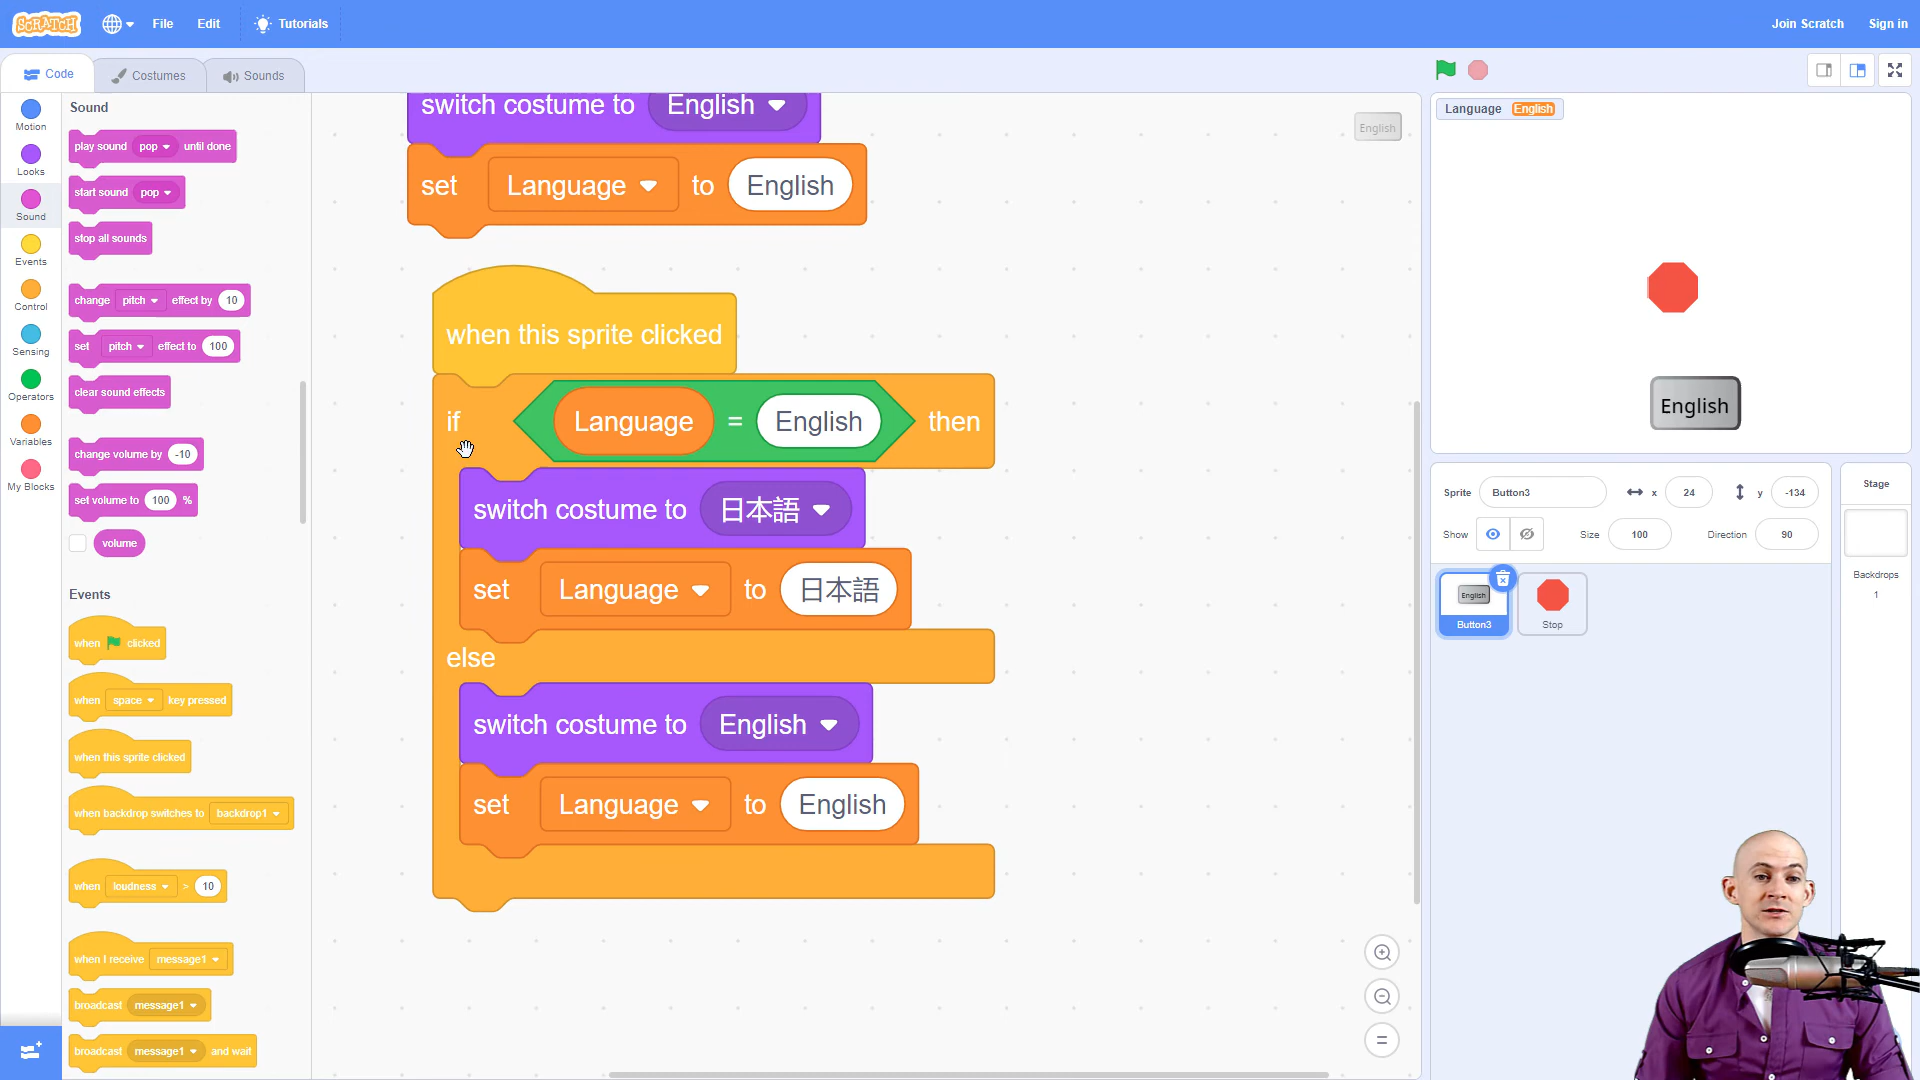 SCRATCH File Edit Tutorials Join Scratch Sign in
Code Costumes Sounds
Motion
Looks
Sound
Events
Control
Sensing
Operators
Variables
My Blocks
Sound
play sound pop until done
start sound pop
stop all sounds
change pitch effect by 10
set pitch effect to 100
clear sound effects
change volume by -10
set volume to 100 %
volume
Events
when clicked
when space key pressed
when this sprite clicked
when backdrop switches to backdrop1
when loudness > 10
when I receive message1
broadcast message1
broadcast message1 and wait
switch costume to English
set Language to English
when this sprite clicked
if Language = English then
switch costume to 日本語
set Language to 日本語
else
switch costume to English
set Language to English
English
Language English
English
Sprite Button3 x 24 y -134
Show Size 100 Direction 90
English
Button3
Stop
Stage
Backdrops
1